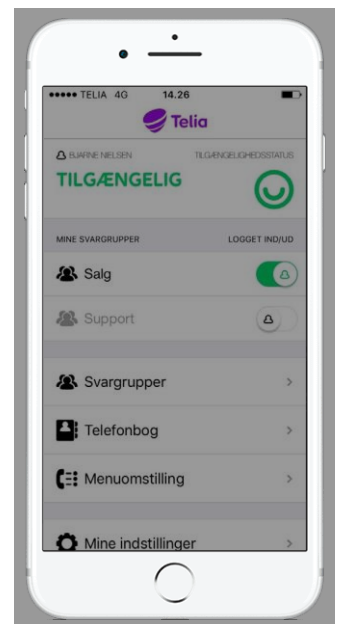 TELIA 4G 14.26
Telia
BJARNE NIELSEN TILGÆNGELIGHEDSSTATUS
TILGÆNGELIG
MINE SVARGRUPPER LOGGET IND/UD
Salg
Support
Svargrupper
Telefonbog
Menuomstilling
Mine indstillinger